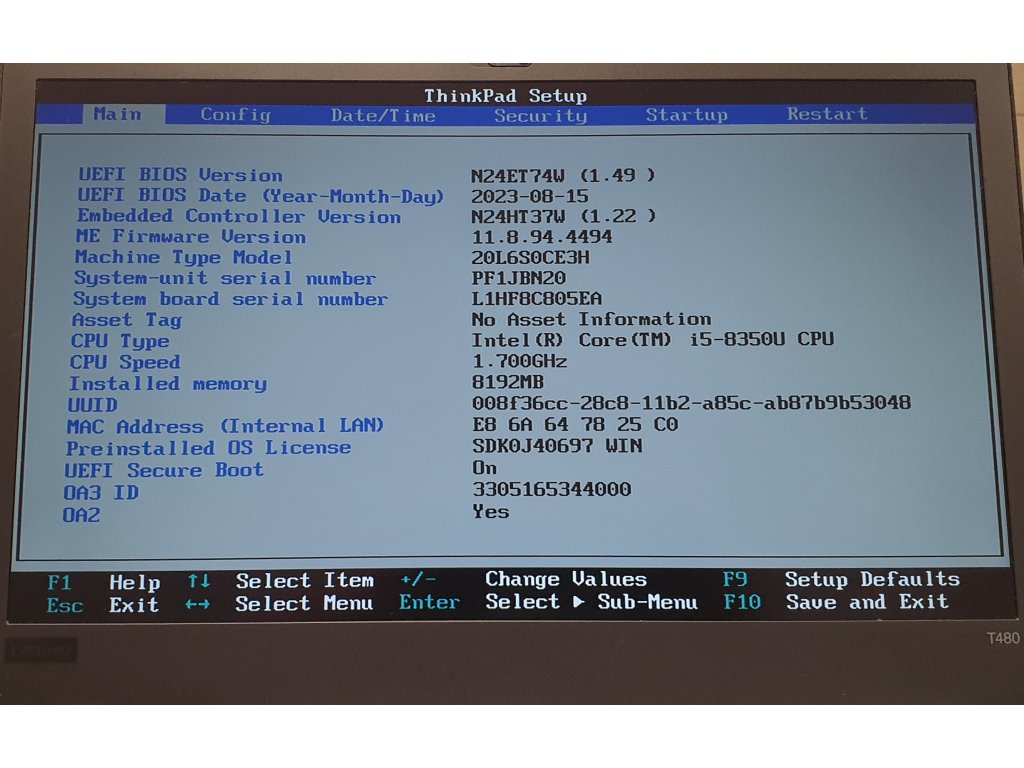 ThinkPad Setup
Main Config Date/Time Security Startup Restart
UEFI BIOS Version N24ET74W (1.49 )
UEFI BIOS Date (Year-Month-Day) 2023-08-15
Embedded Controller Version N24HT37W (1.22 )
ME Firmware Version 11.8.94.4494
Machine Type Model 20L6S0CE3H
System-unit serial number PF1JBN20
System board serial number L1HF8C805EA
Asset Tag No Asset Information
CPU Type Intel(R) Core(TM) i5-8350U CPU
CPU Speed 1.700GHz
Installed memory 8192MB
UUID 008f36cc-28c8-11b2-a85c-ab87b9b53048
MAC Address (Internal LAN) E8 6A 64 78 25 C0
Preinstalled OS License SDK0J40697 WIN
UEFI Secure Boot On
OA3 ID 3305165344000
OA2 Yes
F1 Help ↑↓ Select Item +/- Change Values F9 Setup Defaults
Esc Exit ←→ Select Menu Enter Select ▶ Sub-Menu F10 Save and Exit
T480
Lenovo